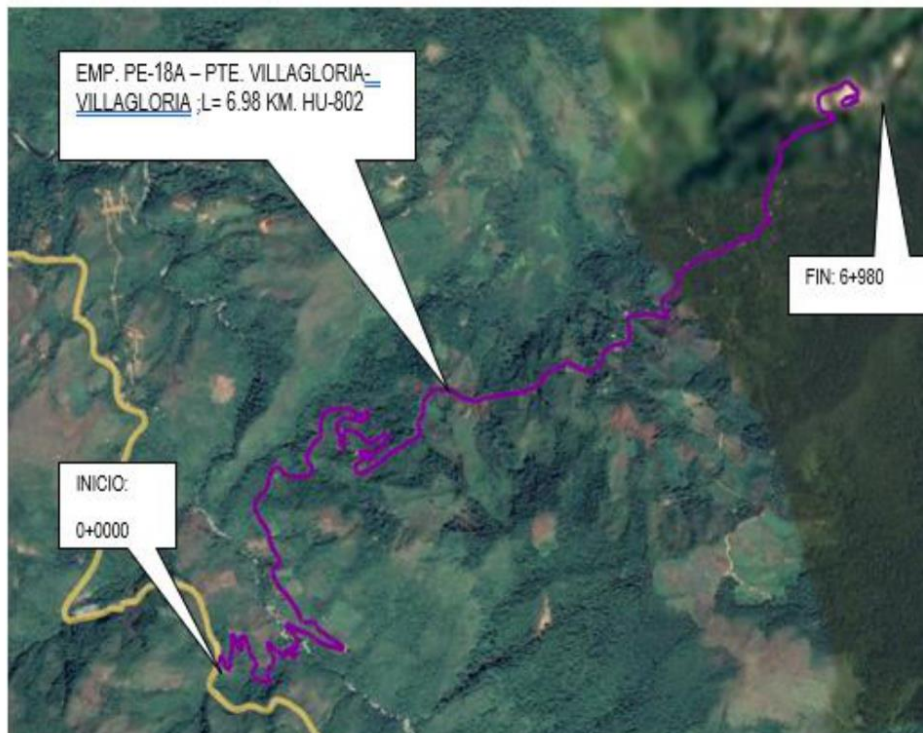 EMP. PE-18A – PTE. VILLAGLORIA-
VILLAGLORIA ;L= 6.98 KM. HU-802
FIN: 6+980
INICIO:
0+0000